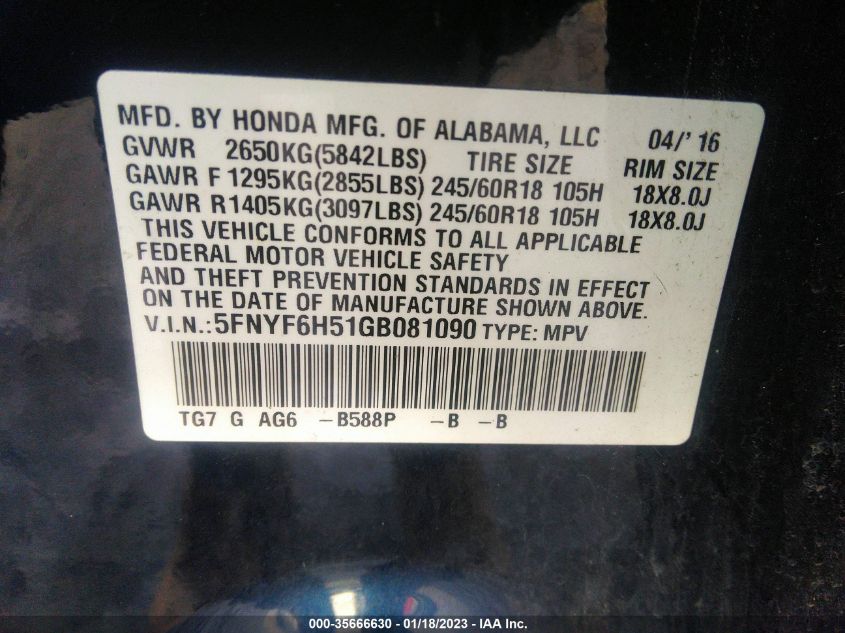 MFD. BY HONDA MFG. OF ALABAMA, LLC 04/' 16
GVWR 2650KG(5842LBS) TIRE SIZE RIM SIZE
GAWR F 1295KG(2855LBS) 245/60R18 105H 18X8.0J
GAWR R1405KG(3097LBS) 245/60R18 105H 18X8.0J
THIS VEHICLE CONFORMS TO ALL APPLICABLE
FEDERAL MOTOR VEHICLE SAFETY
AND THEFT PREVENTION STANDARDS IN EFFECT
ON THE DATE OF MANUFACTURE SHOWN ABOVE.
V.I.N.:5FNYF6H51GB081090 TYPE: MPV
TG7 G AG6 -B588P -B -B
000-35666630 - 01/18/2023 - IAA Inc.